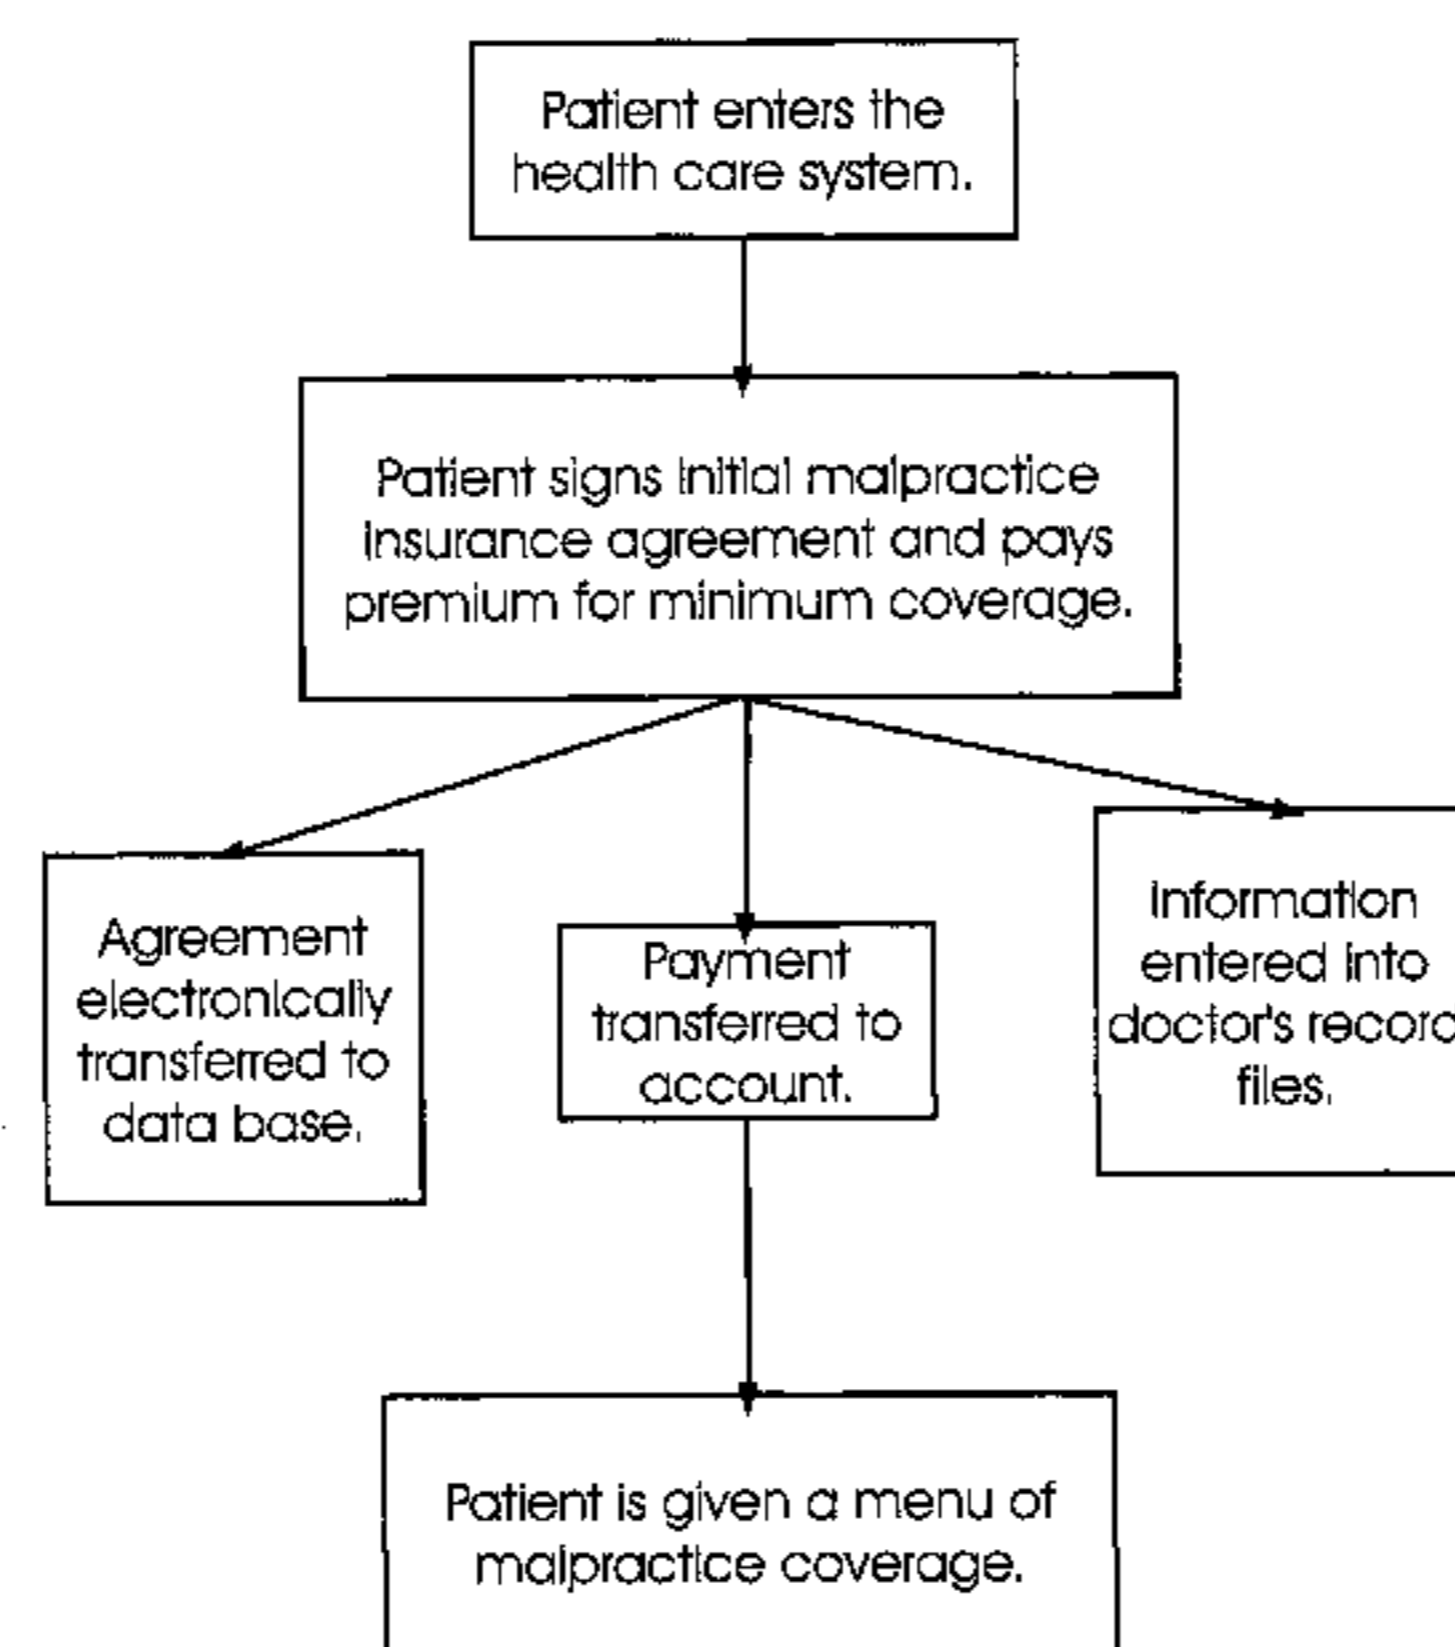 Patient enters the
health care system.
Patient signs initial malpractice
insurance agreement and pays
premium for minimum coverage.
Agreement
electronically
transferred to
data base.
Payment
transferred to
account.
Information
entered into
doctor's record
files.
Patient is given a menu of
malpractice coverage.